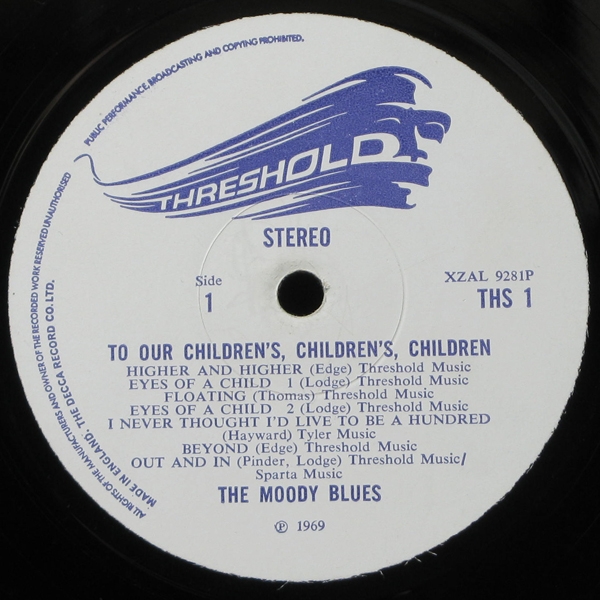 PUBLIC PERFORMANCE, BROADCASTING AND COPYING PROHIBITED.
ALL RIGHTS OF THE MANUFACTURERS AND OWNER OF THE RECORDED WORK RESERVED UNAUTHORISED
MADE IN ENGLAND. THE DECCA RECORD CO. LTD.
THRESHOLD
STEREO
Side
1
XZAL 9281P
THS 1
TO OUR CHILDREN'S, CHILDREN'S, CHILDREN
HIGHER AND HIGHER (Edge) Threshold Music
EYES OF A CHILD 1 (Lodge) Threshold Music
FLOATING (Thomas) Threshold Music
EYES OF A CHILD 2 (Lodge) Threshold Music
I NEVER THOUGHT I'D LIVE TO BE A HUNDRED
(Hayward) Tyler Music
BEYOND (Edge) Threshold Music
OUT AND IN (Pinder, Lodge) Threshold Music/
Sparta Music
THE MOODY BLUES
℗ 1969